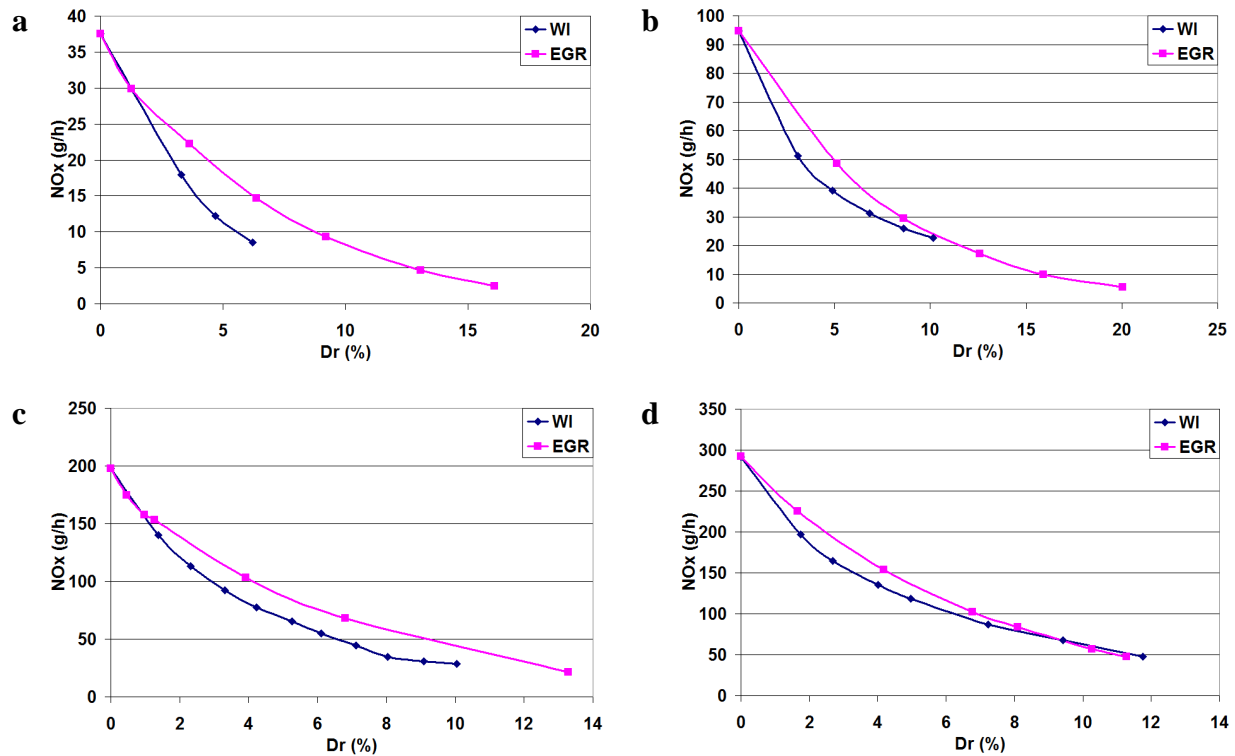 a
40
35
30
25
20
15
10
5
0
NOx (g/h)
0 5 10 15 20
Dr (%)
WI
EGR
b
100
90
80
70
60
50
40
30
20
10
0
NOx (g/h)
0 5 10 15 20 25
Dr (%)
WI
EGR
c
250
200
150
100
50
0
NOx (g/h)
0 2 4 6 8 10 12 14
Dr (%)
WI
EGR
d
350
300
250
200
150
100
50
0
NOx (g/h)
0 2 4 6 8 10 12 14
Dr (%)
WI
EGR